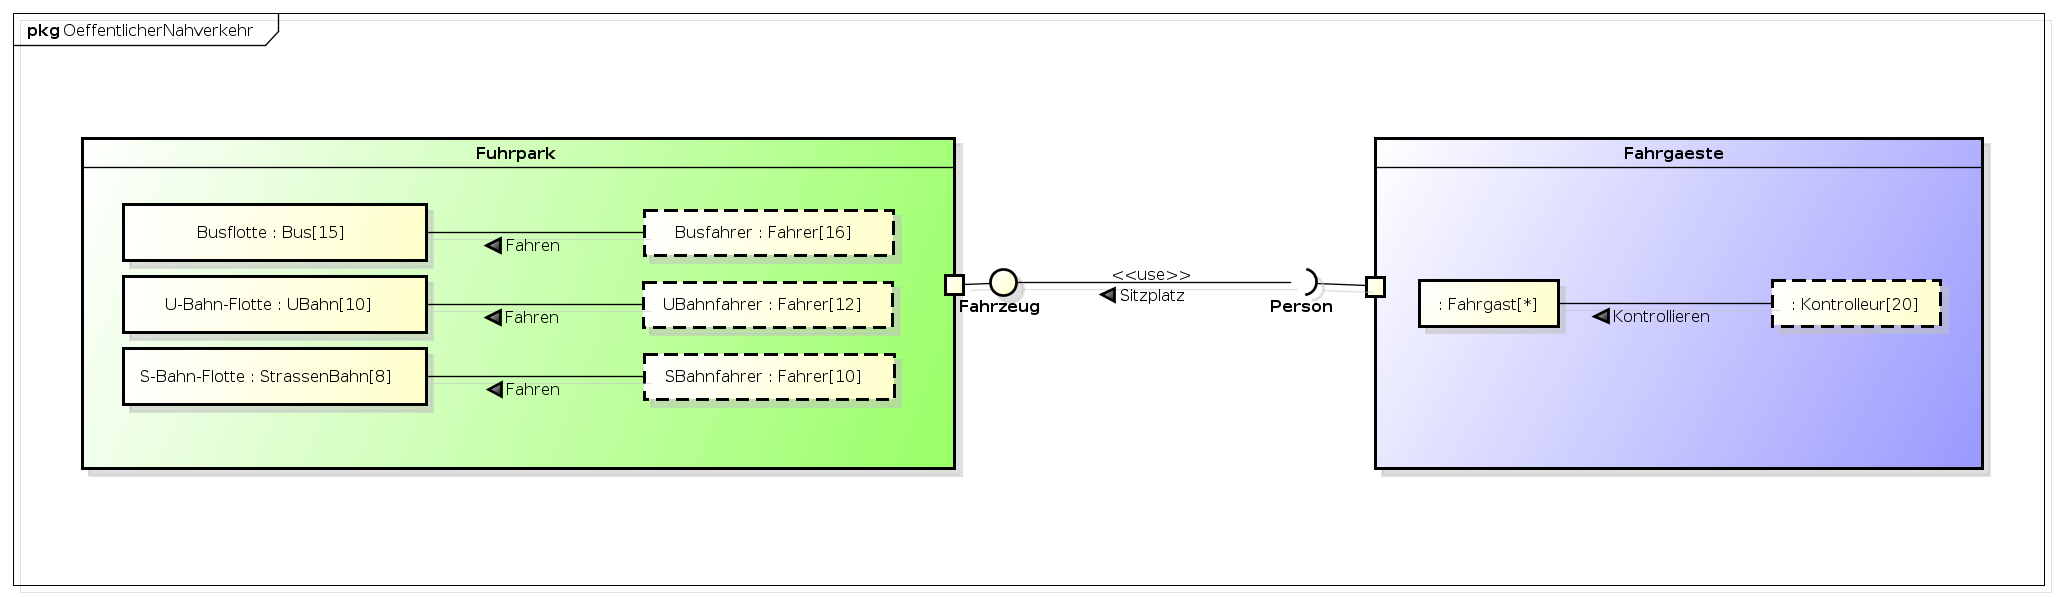 pkg OeffentlicherNahverkehr
Fuhrpark
Busflotte : Bus[15]
Fahren
Busfahrer : Fahrer[16]
U-Bahn-Flotte : UBahn[10]
Fahren
UBahnfahrer : Fahrer[12]
S-Bahn-Flotte : StrassenBahn[8]
Fahren
SBahnfahrer : Fahrer[10]
Fahrzeug
<<use>>
Sitzplatz
Person
Fahrgaeste
: Fahrgast[*]
Kontrollieren
: Kontrolleur[20]